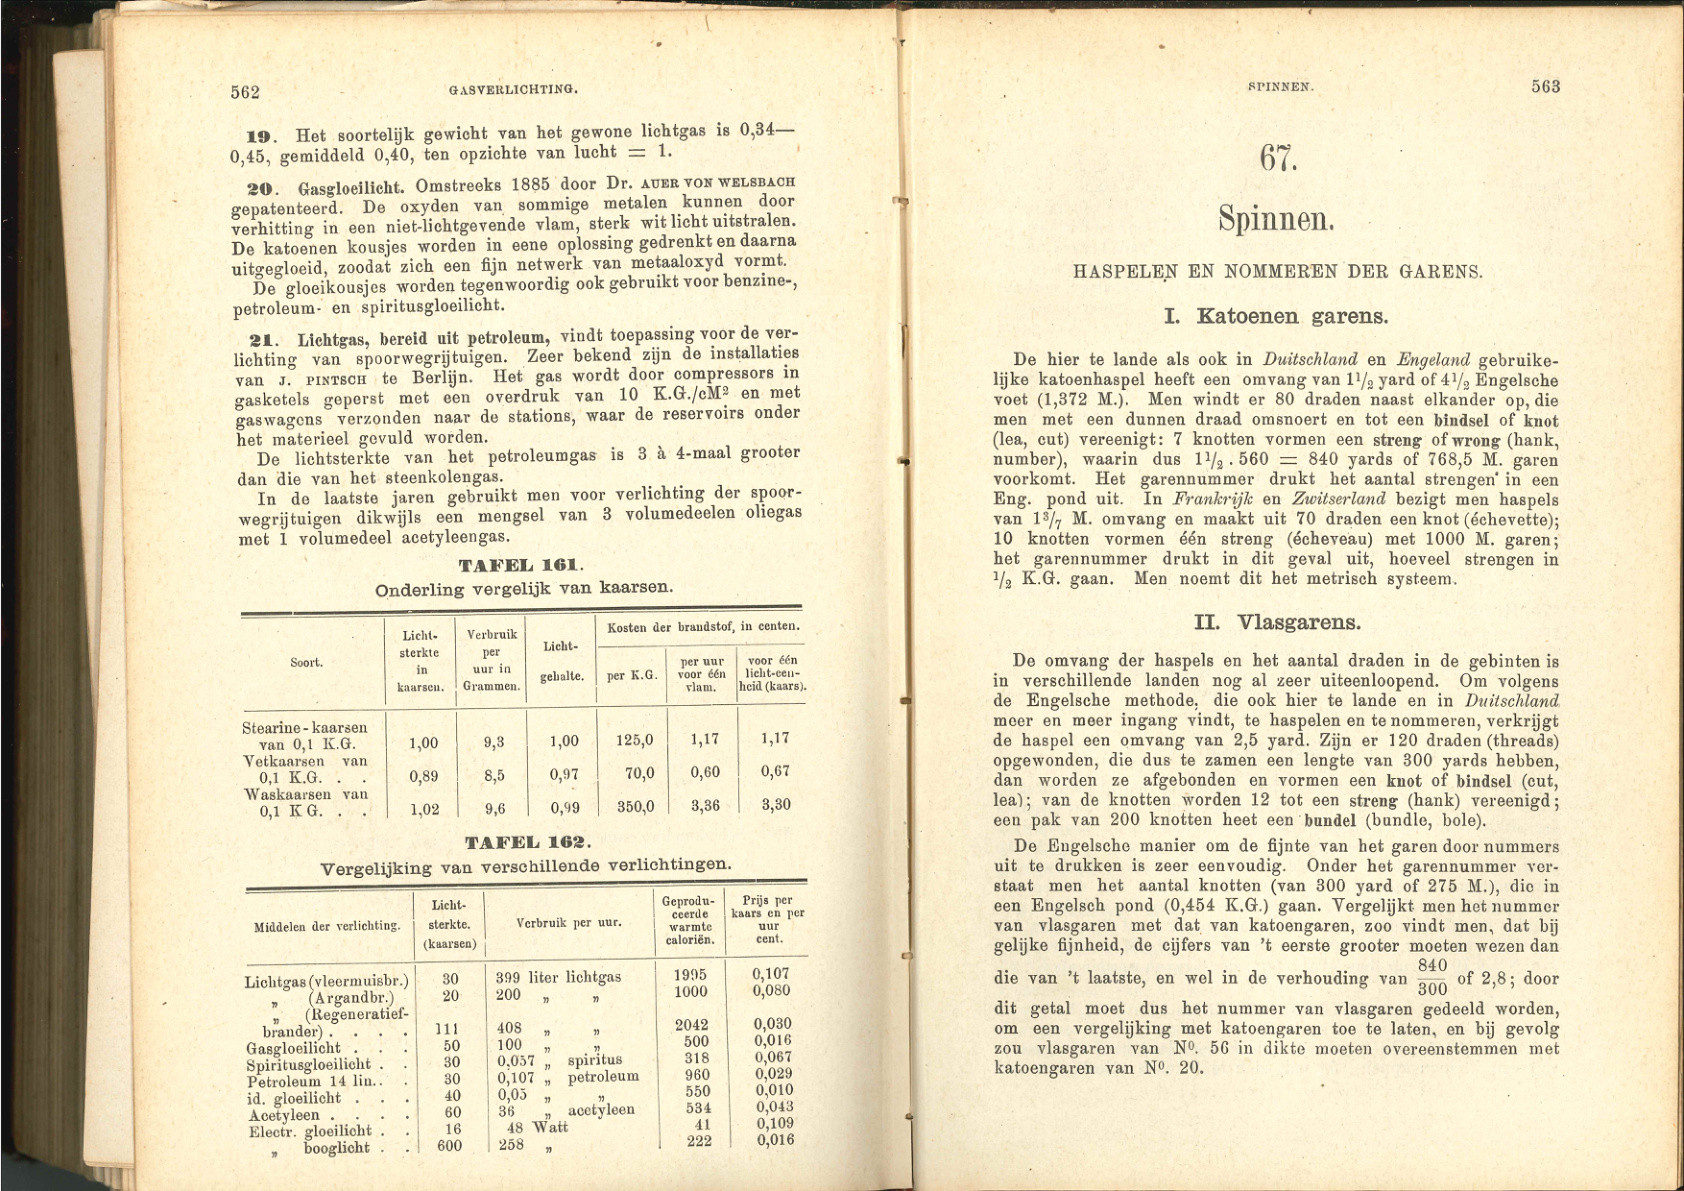 562
GASVERLICHTING.
19. Het soortelijk gewicht van het gewone lichtgas is 0,34—
0,45, gemiddeld 0,40, ten opzichte van lucht = 1.
20. Gasgloeilicht. Omstreeks 1885 door Dr. AUER VON WELSBACH
gepatenteerd. De oxyden van sommige metalen kunnen door
verhitting in een niet-lichtgevende vlam, sterk wit licht uitstralen.
De katoenen kousjes worden in eene oplossing gedrenkt en daarna
uitgegloeid, zoodat zich een fijn netwerk van metaaloxyd vormt.
De gloeikousjes worden tegenwoordig ook gebruikt voor benzine-,
petroleum- en spiritusgloeilicht.
21. Lichtgas, bereid uit petroleum, vindt toepassing voor de ver-
lichting van spoorwegrijtuigen. Zeer bekend zijn de installaties
van J. PINTSCH te Berlijn. Het gas wordt door compressors in
gasketels geperst met een overdruk van 10 K.G./cM² en met
gaswagens verzonden naar de stations, waar de reservoirs onder
het materieel gevuld worden.
De lichtsterkte van het petroleumgas is 3 à 4-maal grooter
dan die van het steenkolengas.
In de laatste jaren gebruikt men voor verlichting der spoor-
wegrijtuigen dikwijls een mengsel van 3 volumedeelen oliegas
met 1 volumedeel acetyleengas.
TAFEL 161.
Onderling vergelijk van kaarsen.
Soort. Licht-sterkte in kaarsen. Verbruik per uur in Grammen. Licht-gehalte. Kosten der brandstof, in centen.
per K.G. per uur voor één vlam. voor één licht-een-heid (kaars).
Stearine-kaarsen
van 0,1 K.G. 1,00 9,3 1,00 125,0 1,17 1,17
Vetkaarsen van
0,1 K.G. . . 0,89 8,5 0,97 70,0 0,60 0,67
Waskaarsen van
0,1 K G. . . 1,02 9,6 0,99 350,0 3,36 3,30
TAFEL 162.
Vergelijking van verschillende verlichtingen.
Middelen der verlichting. Licht-sterkte. (kaarsen) Verbruik per uur. Geprodu-ceerde warmte caloriën. Prijs per kaars en per uur cent.
Lichtgas (vleermuisbr.) 30 399 liter lichtgas 1995 0,107
„ (Argandbr.) 20 200 „ „ 1000 0,080
„ (Regeneratief-
brander) . . . . 111 408 „ „ 2042 0,030
Gasgloeilicht . . . 50 100 „ „ 500 0,016
Spiritusgloeilicht . . 30 0,057 „ spiritus 318 0,067
Petroleum 14 lin.. . 30 0,107 „ petroleum 960 0,029
id. gloeilicht . . . 40 0,05 „ „ 550 0,010
Acetyleen . . . . 60 36 „ acetyleen 534 0,043
Electr. gloeilicht . . 16 48 Watt 41 0,109
„ booglicht . . 600 258 „ 222 0,016
SPINNEN.
563
67.
Spinnen.
HASPELEN EN NOMMEREN DER GARENS.
I. Katoenen garens.
De hier te lande als ook in Duitschland en Engeland gebruike-
lijke katoenhaspel heeft een omvang van 1 1/2 yard of 4 1/2 Engelsche
voet (1,372 M.). Men windt er 80 draden naast elkander op, die
men met een dunnen draad omsnoert en tot een bindsel of knot
(lea, cut) vereenigt: 7 knotten vormen een streng of wrong (hank,
number), waarin dus 1 1/2 . 560 = 840 yards of 768,5 M. garen
voorkomt. Het garennummer drukt het aantal strengen in een
Eng. pond uit. In Frankrijk en Zwitserland bezigt men haspels
van 1 3/7 M. omvang en maakt uit 70 draden een knot (échevette);
10 knotten vormen één streng (écheveau) met 1000 M. garen;
het garennummer drukt in dit geval uit, hoeveel strengen in
1/2 K.G. gaan. Men noemt dit het metrisch systeem.
II. Vlasgarens.
De omvang der haspels en het aantal draden in de gebinten is
in verschillende landen nog al zeer uiteenloopend. Om volgens
de Engelsche methode, die ook hier te lande en in Duitschland
meer en meer ingang vindt, te haspelen en te nommeren, verkrijgt
de haspel een omvang van 2,5 yard. Zijn er 120 draden (threads)
opgewonden, die dus te zamen een lengte van 300 yards hebben,
dan worden ze afgebonden en vormen een knot of bindsel (cut,
lea); van de knotten worden 12 tot een streng (hank) vereenigd;
een pak van 200 knotten heet een bundel (bundle, bole).
De Engelsche manier om de fijnte van het garen door nummers
uit te drukken is zeer eenvoudig. Onder het garennummer ver-
staat men het aantal knotten (van 300 yard of 275 M.), die in
een Engelsch pond (0,454 K.G.) gaan. Vergelijkt men het nummer
van vlasgaren met dat van katoengaren, zoo vindt men, dat bij
gelijke fijnheid, de cijfers van 't eerste grooter moeten wezen dan
die van 't laatste, en wel in de verhouding van 840/300 of 2,8; door
dit getal moet dus het nummer van vlasgaren gedeeld worden,
om een vergelijking met katoengaren toe te laten, en bij gevolg
zou vlasgaren van Nº. 56 in dikte moeten overeenstemmen met
katoengaren van Nº. 20.